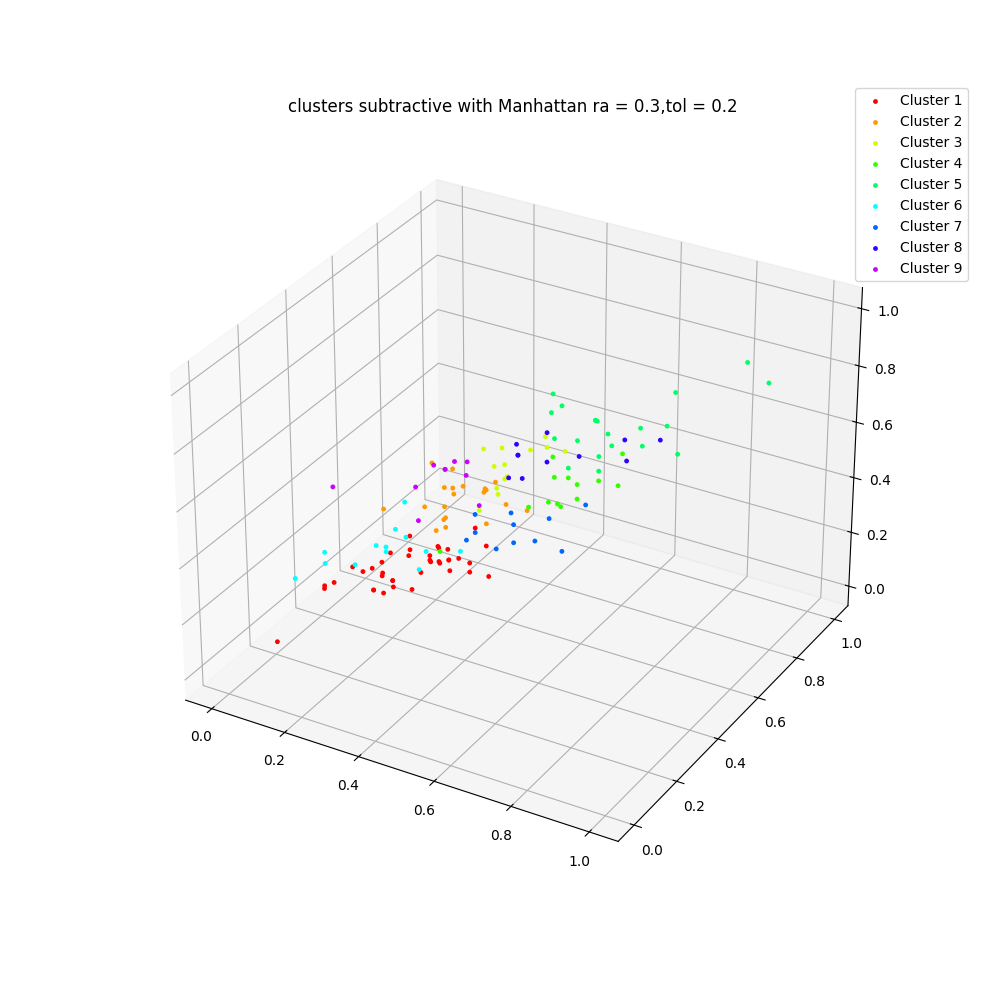 clusters subtractive with Manhattan ra = 0.3,tol = 0.2
Cluster 1
Cluster 2
Cluster 3
Cluster 4
Cluster 5
Cluster 6
Cluster 7
Cluster 8
Cluster 9
1.0
0.8
0.6
0.4
0.2
0.0
1.0
0.8
0.6
0.4
0.2
0.0
0.0
0.2
0.4
0.6
0.8
1.0